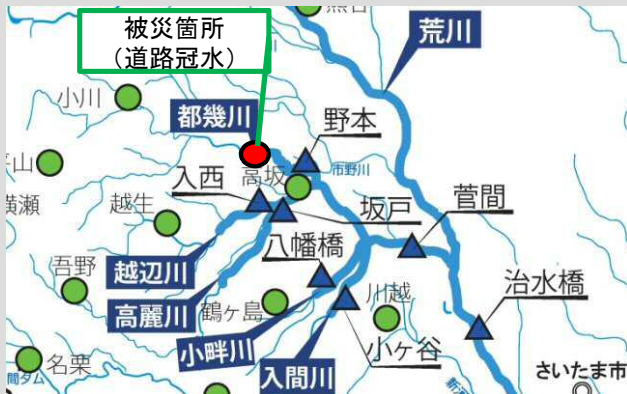 被災箇所
（道路冠水）
荒川
小川
都幾川
野本
市野川
高坂
入西
越生
坂戸
菅間
横瀬
八幡橋
越辺川
吾野
高麗川
鶴ヶ島
川越
治水橋
小畔川
小ヶ谷
入間川
名栗
さいたま市